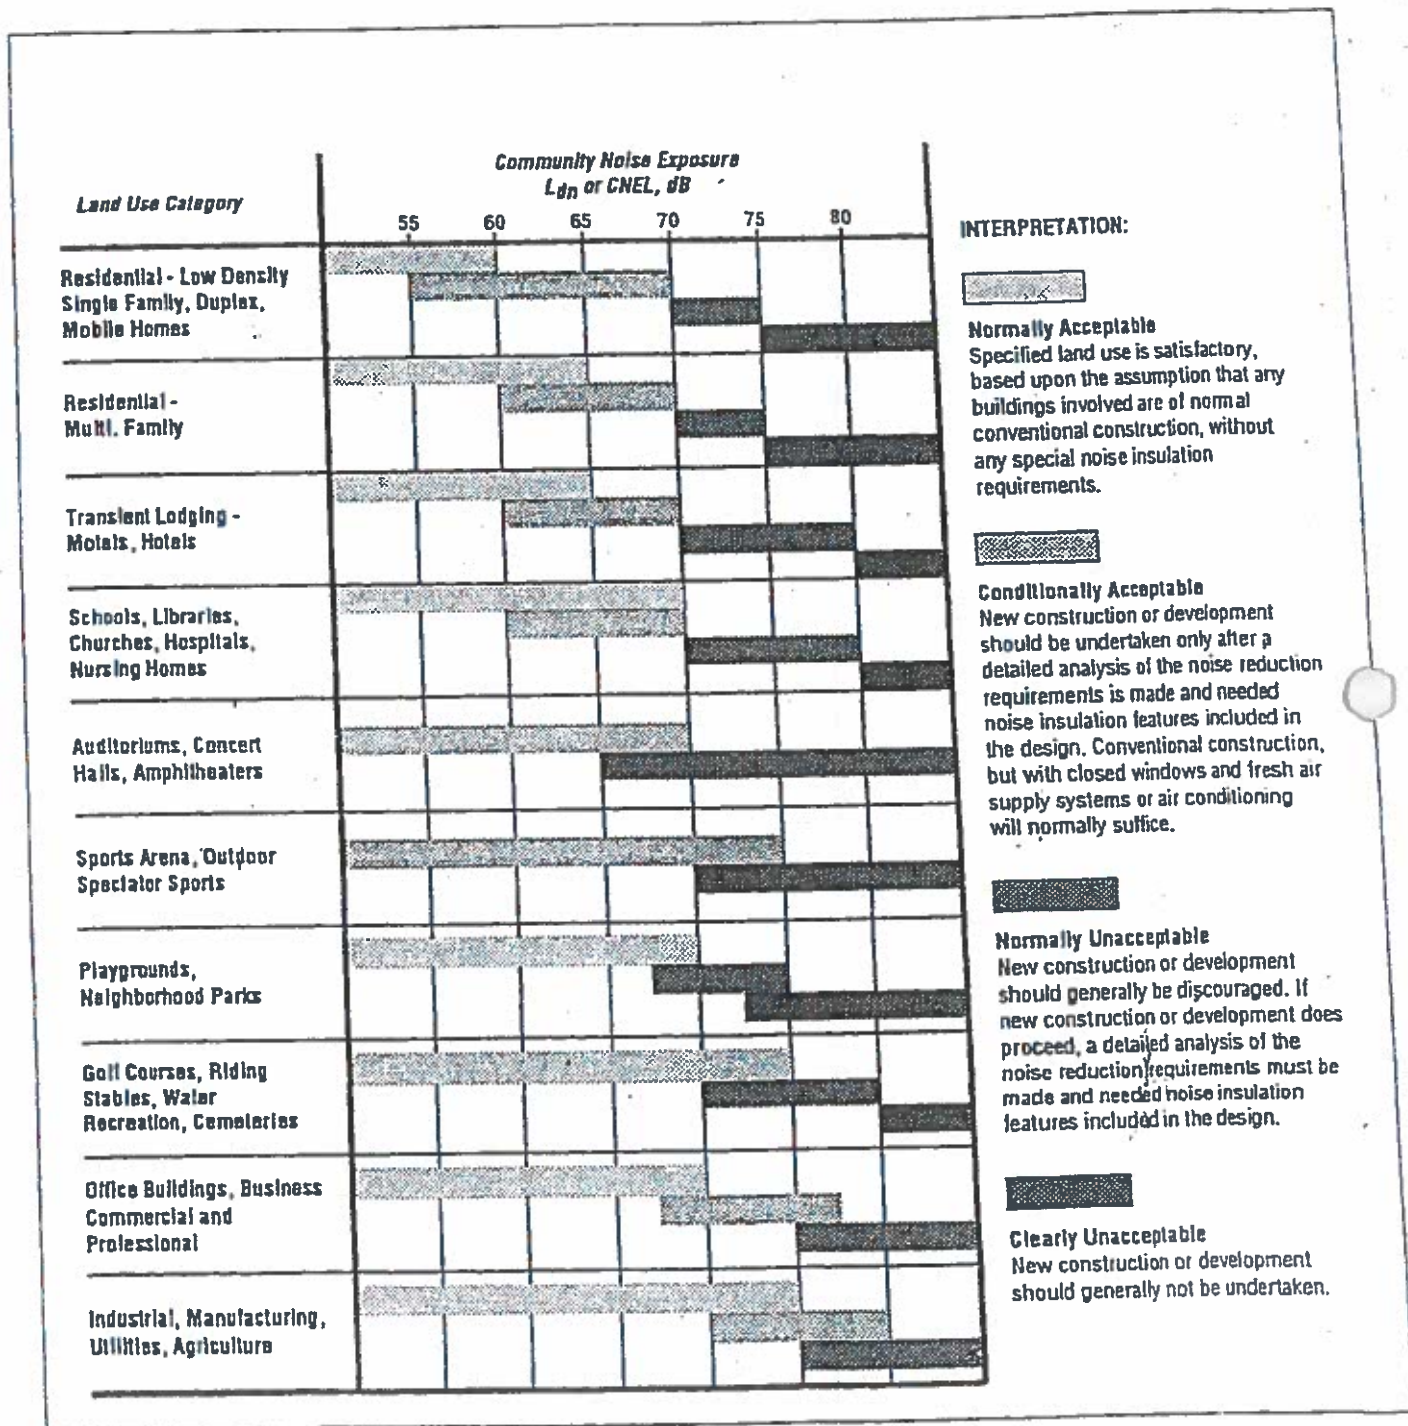 Community Noise Exposure
Ldn or CNEL, dB
Land Use Category
55 60 65 70 75 80
Residential - Low Density
Single Family, Duplex,
Mobile Homes
Residential -
Multi. Family
Transient Lodging -
Motels, Hotels
Schools, Libraries,
Churches, Hospitals,
Nursing Homes
Auditoriums, Concert
Halls, Amphitheaters
Sports Arena, Outdoor
Spectator Sports
Playgrounds,
Neighborhood Parks
Golf Courses, Riding
Stables, Water
Recreation, Cemeteries
Office Buildings, Business
Commercial and
Professional
Industrial, Manufacturing,
Utilities, Agriculture
INTERPRETATION:
Normally Acceptable
Specified land use is satisfactory,
based upon the assumption that any
buildings involved are of normal
conventional construction, without
any special noise insulation
requirements.
Conditionally Acceptable
New construction or development
should be undertaken only after a
detailed analysis of the noise reduction
requirements is made and needed
noise insulation features included in
the design. Conventional construction,
but with closed windows and fresh air
supply systems or air conditioning
will normally suffice.
Normally Unacceptable
New construction or development
should generally be discouraged. If
new construction or development does
proceed, a detailed analysis of the
noise reduction requirements must be
made and needed noise insulation
features included in the design.
Clearly Unacceptable
New construction or development
should generally not be undertaken.